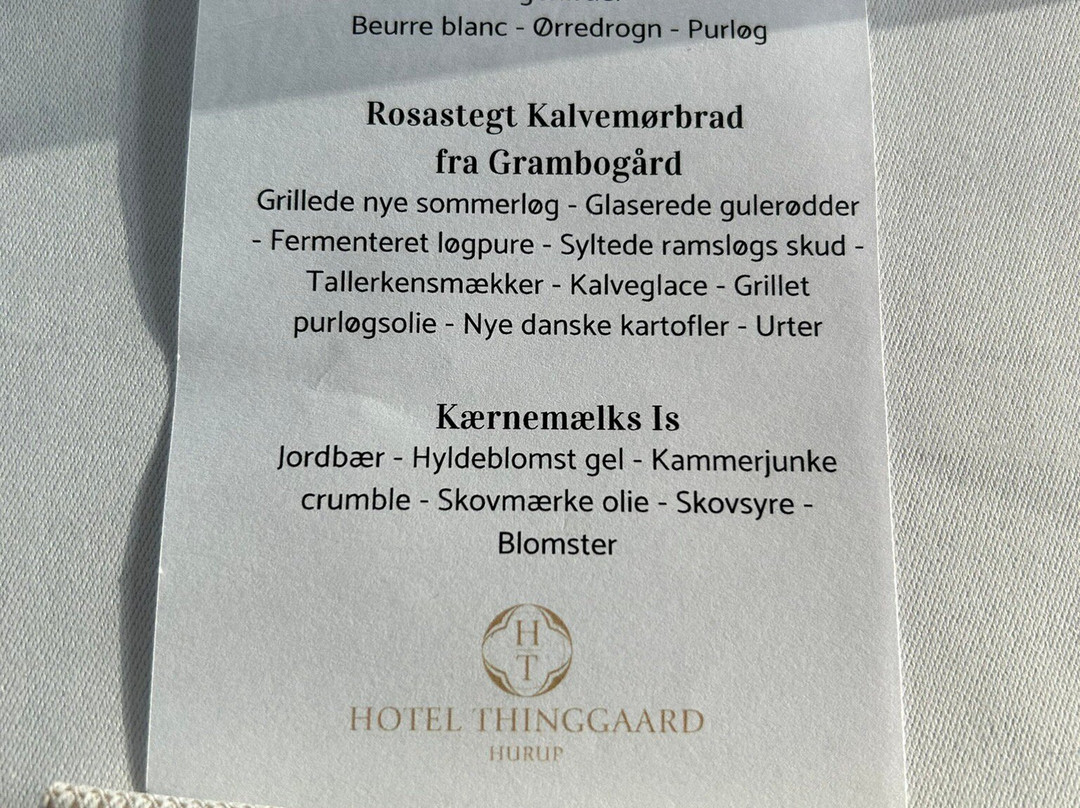 Beurre blanc - Ørredrogn - Purløg
Rosastegt Kalvemørbrad
fra Grambogård
Grillede nye sommerløg - Glaserede gulerødder
- Fermenteret løgpure - Syltede ramsløgs skud -
Tallerkensmækker - Kalveglace - Grillet
purløgsolie - Nye danske kartofler - Urter
Kærnemælks Is
Jordbær - Hyldeblomst gel - Kammerjunke
crumble - Skovmærke olie - Skovsyre -
Blomster
H
T
HOTEL THINGGAARD
HURUP